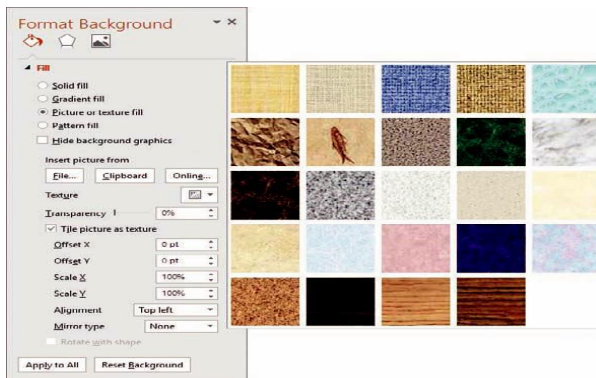 Format Background
Fill
Solid fill
Gradient fill
Picture or texture fill
Pattern fill
Hide background graphics
Insert picture from
File... Clipboard Online...
Texture
Transparency 0%
Tile picture as texture
Offset X 0 pt
Offset Y 0 pt
Scale X 100%
Scale Y 100%
Alignment Top left
Mirror type None
Rotate with shape
Apply to All Reset Background